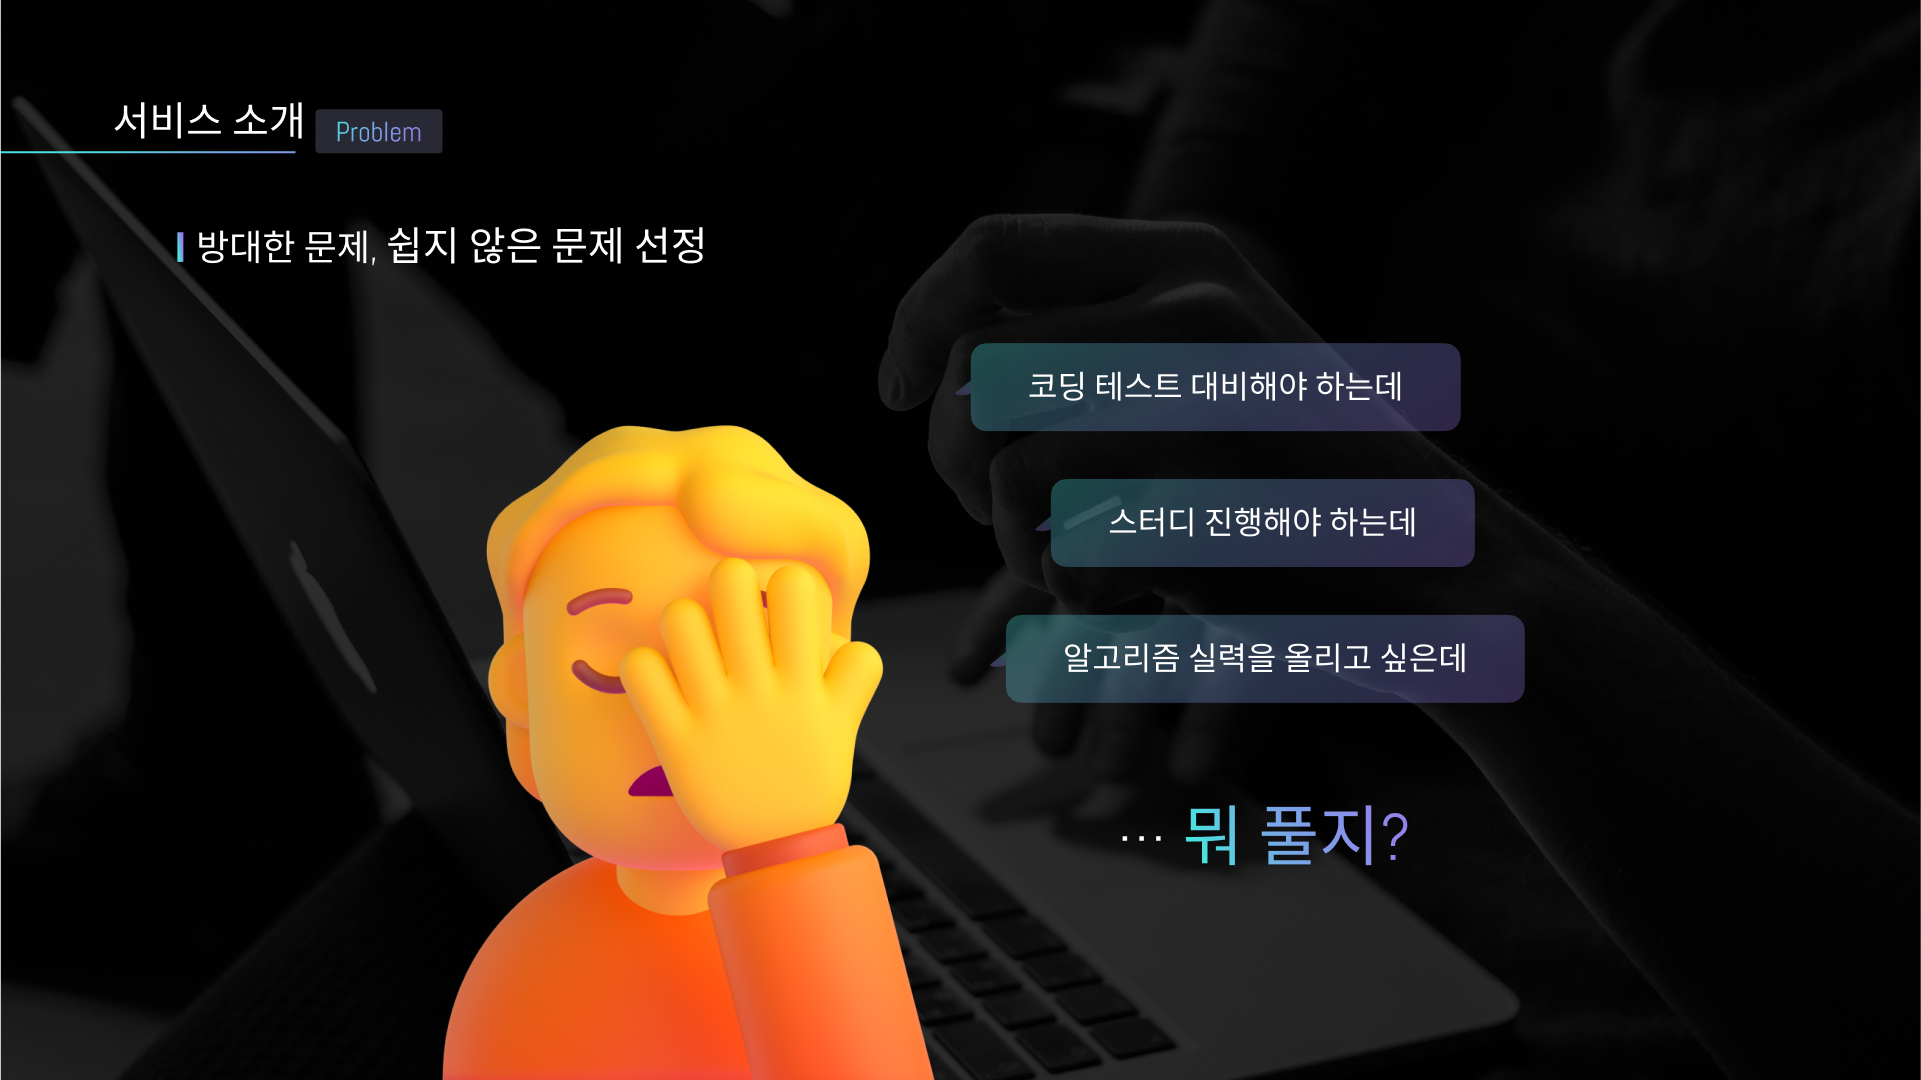 서비스 소개 Problem
방대한 문제, 쉽지 않은 문제 선정
코딩 테스트 대비해야 하는데
스터디 진행해야 하는데
알고리즘 실력을 올리고 싶은데
… 뭐 풀지?